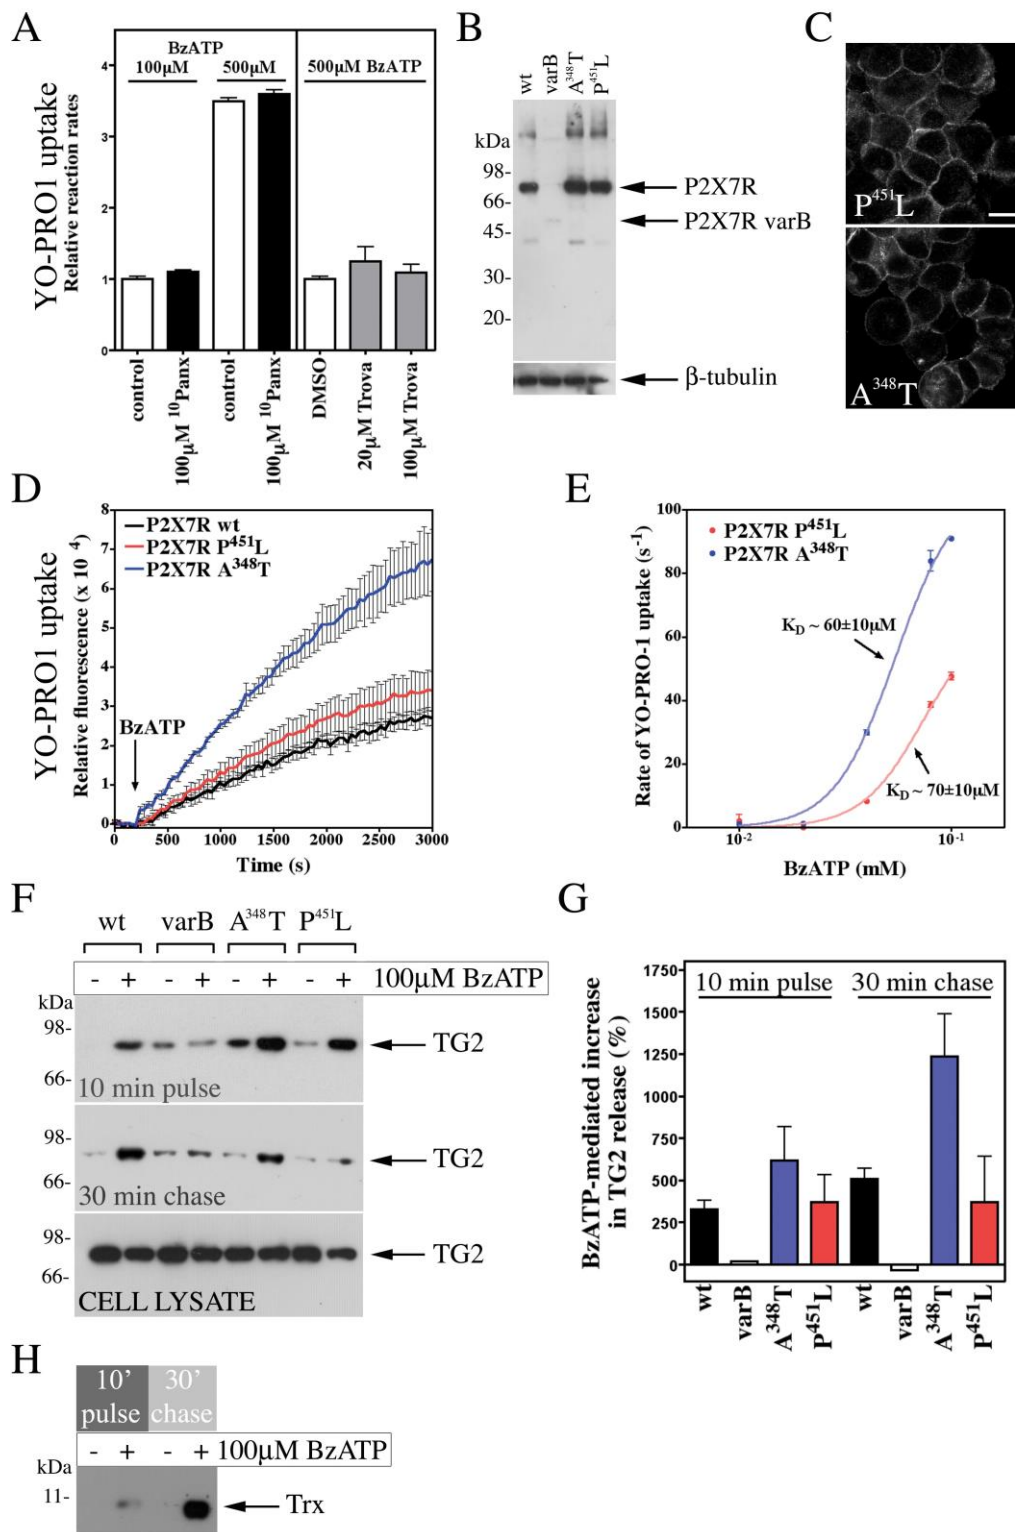 A
BzATP
100µM 500µM 500µM BzATP
YO-PRO1 uptake
Relative reaction rates
4
3
2
1
0
control
100µM ¹⁰Panx
control
100µM ¹⁰Panx
DMSO
20µM Trova
100µM Trova
B
wt varB A³⁴⁸T P⁴⁵¹L
kDa
98-
66-
45-
30-
20-
P2X7R
P2X7R varB
β-tubulin
C
P⁴⁵¹L
A³⁴⁸T
D
YO-PRO1 uptake
Relative fluorescence (x 10 ⁴)
8
7
6
5
4
3
2
1
0
P2X7R wt
P2X7R P⁴⁵¹L
P2X7R A³⁴⁸T
BzATP
0 500 1000 1500 2000 2500 3000
Time (s)
E
Rate of YO-PRO-1 uptake (s⁻¹)
100
80
60
40
20
0
P2X7R P⁴⁵¹L
P2X7R A³⁴⁸T
K_D ~ 60±10µM
K_D ~ 70±10µM
10⁻² 10⁻¹
BzATP (mM)
F
wt varB A³⁴⁸T P⁴⁵¹L
- + - + - + - + 100µM BzATP
kDa
98-
66-
TG2
10 min pulse
98-
66-
TG2
30 min chase
98-
66-
TG2
CELL LYSATE
G
BzATP-mediated increase
in TG2 release (%)
1750
1500
1250
1000
750
500
250
0
10 min pulse 30 min chase
wt
varB
A³⁴⁸T
P⁴⁵¹L
wt
varB
A³⁴⁸T
P⁴⁵¹L
H
10' 30'
pulse chase
- + - + 100µM BzATP
kDa
11-
Trx